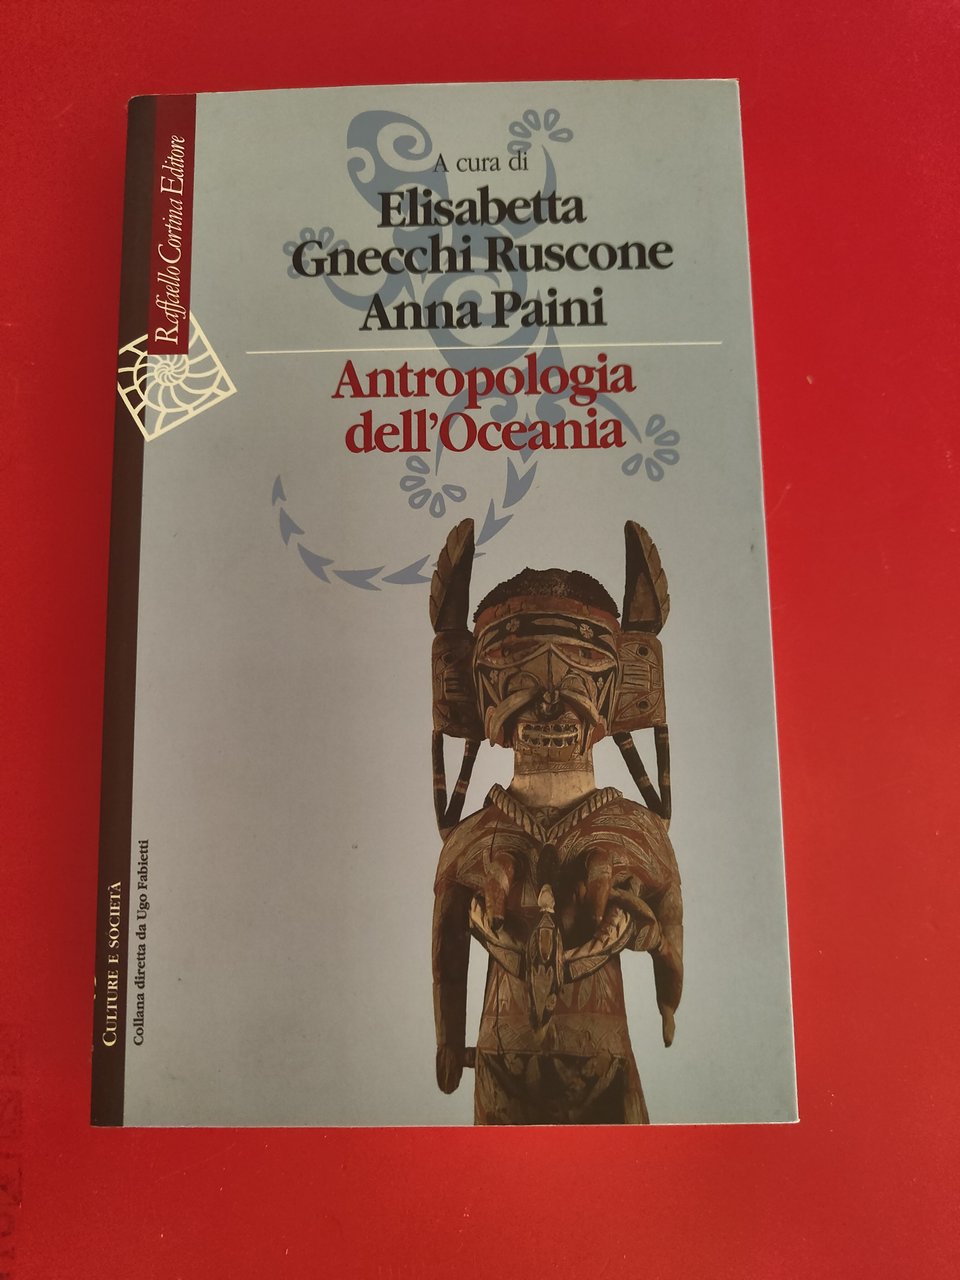 A cura di
Elisabetta
Gnecchi Ruscone
Anna Paini
Antropologia
dell'Oceania
Raffaello Cortina Editore
CULTURE E SOCIETÀ
Collana diretta da Ugo Fabietti